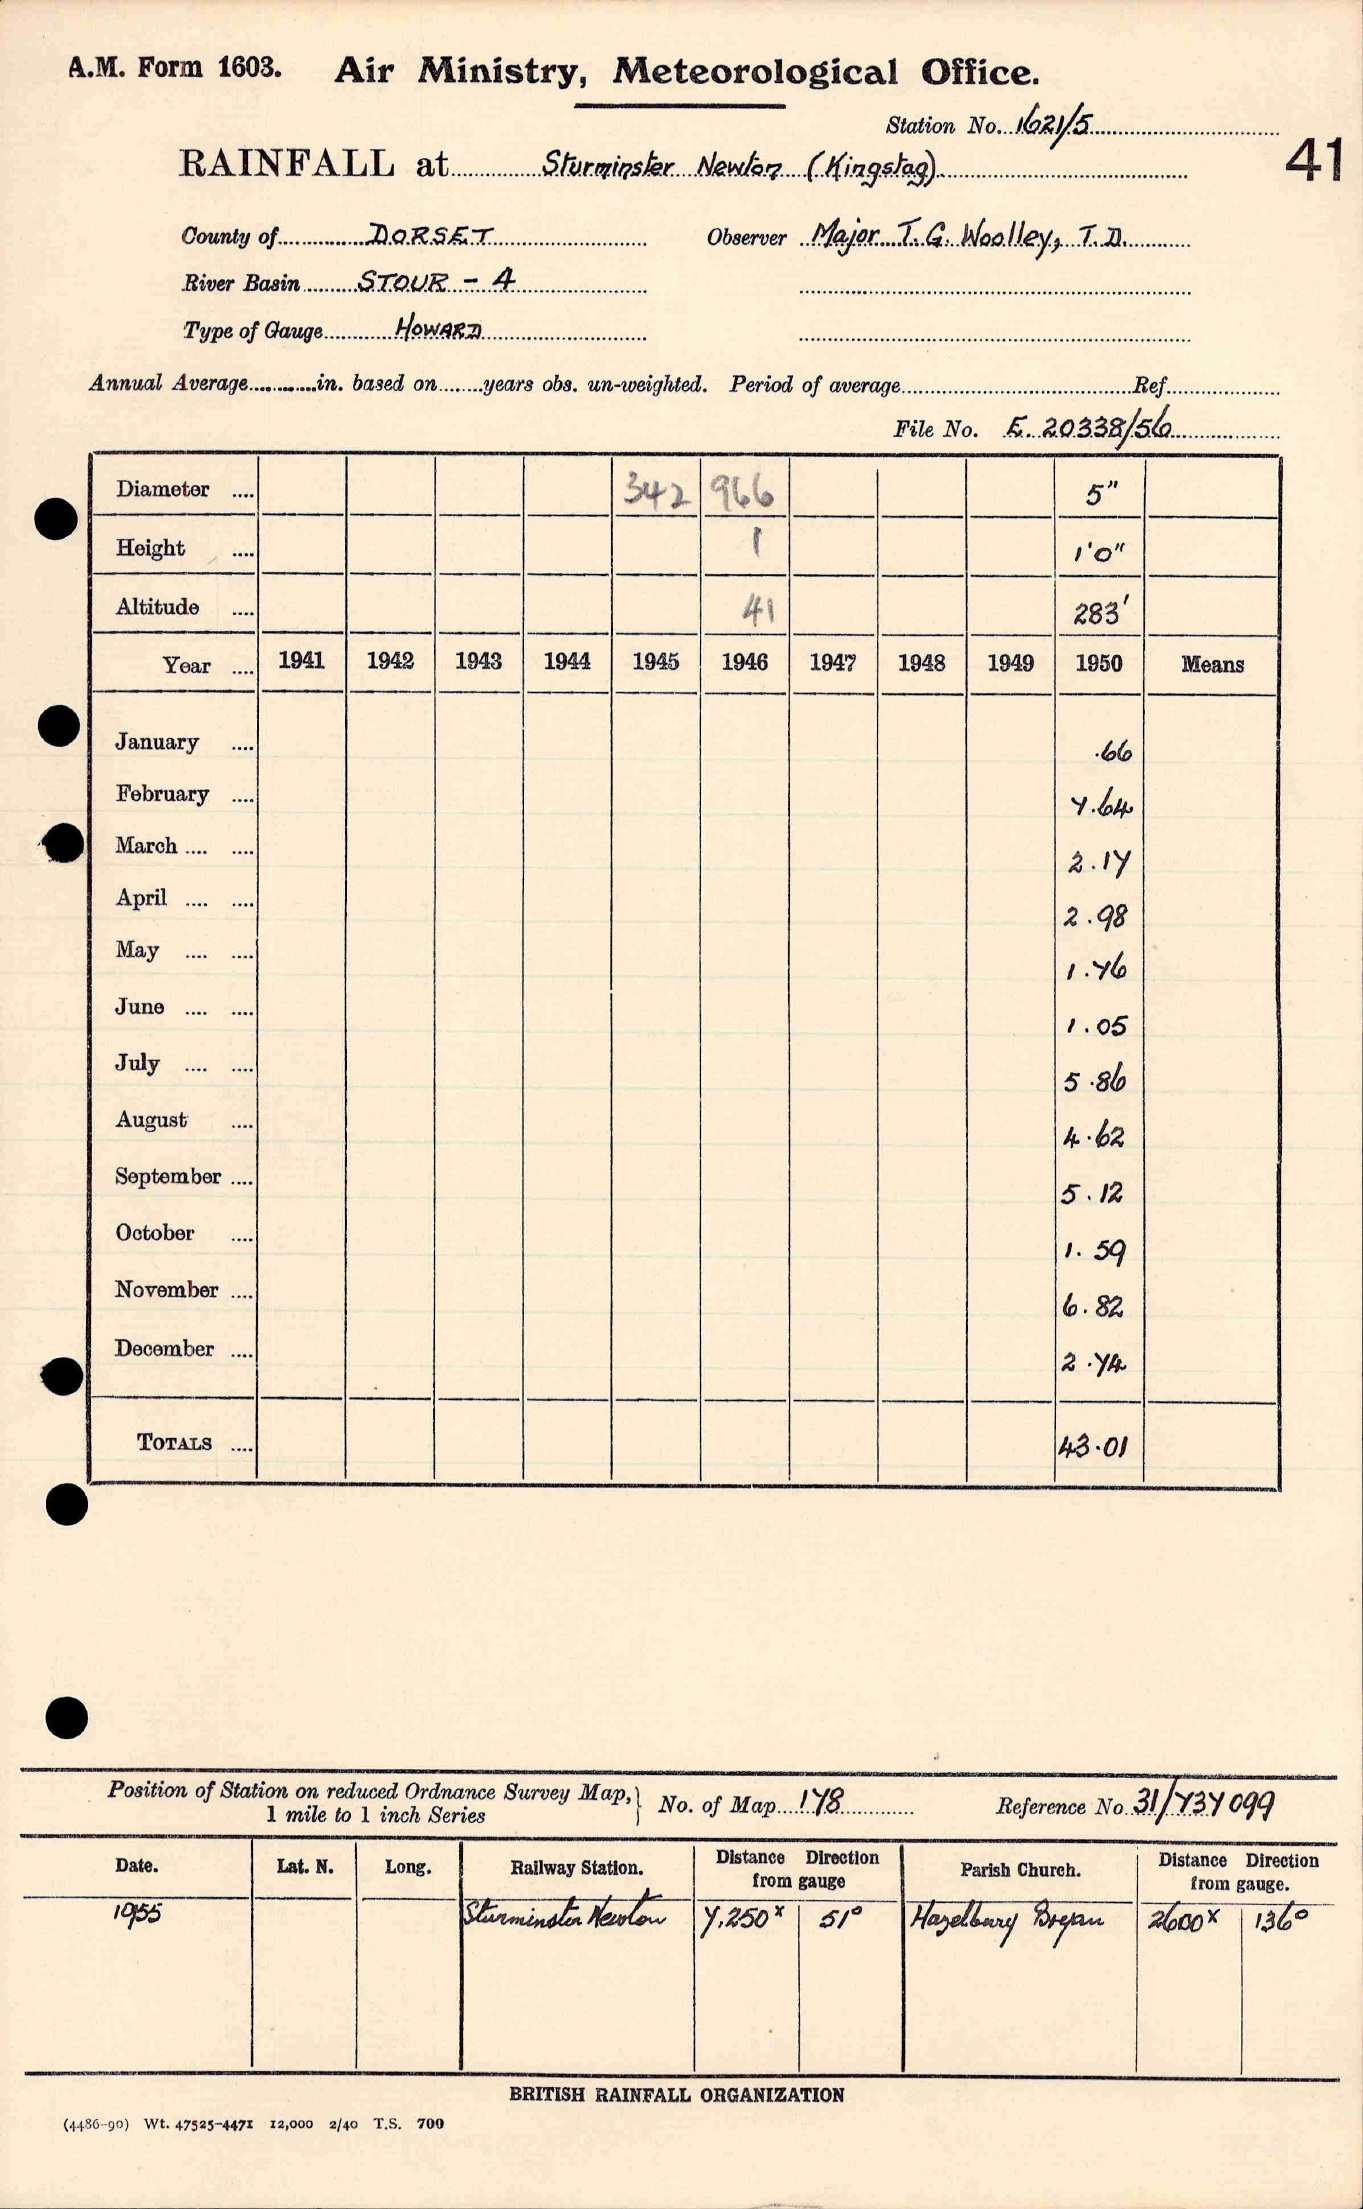 A.M. Form 1603. Air Ministry, Meteorological Office.
Station No. 1621/5
41
RAINFALL at Sturminster Newton (Kingstag)
County of DORSET Observer Major T. G. Woolley, T.D.
River Basin STOUR - 4
Type of Gauge HOWARD
Annual Average............in. based on.......years obs. un-weighted. Period of average............Ref............
File No. E. 20338/56
Diameter .... 342 966 5"
Height .... 1 1'0"
Altitude .... 41 283'
Year .... 1941 1942 1943 1944 1945 1946 1947 1948 1949 1950 Means
January .... .66
February .... 7.64
March .... .... 2.17
April .... .... 2.98
May .... .... 1.76
June .... .... 1.05
July .... .... 5.86
August .... 4.62
September .... 5.12
October .... 1.59
November .... 6.82
December .... 2.74
TOTALS .... 43.01
Position of Station on reduced Ordnance Survey Map, 1 mile to 1 inch Series } No. of Map 178 Reference No. 31/737099
Date. Lat. N. Long. Railway Station. Distance Direction from gauge Parish Church. Distance Direction from gauge.
1955 Sturminster Newton 7.250x 51° Hazelbury Bryan 2600x 136°
BRITISH RAINFALL ORGANIZATION
(4486-90) Wt. 47525-4471 12,000 2/40 T.S. 700